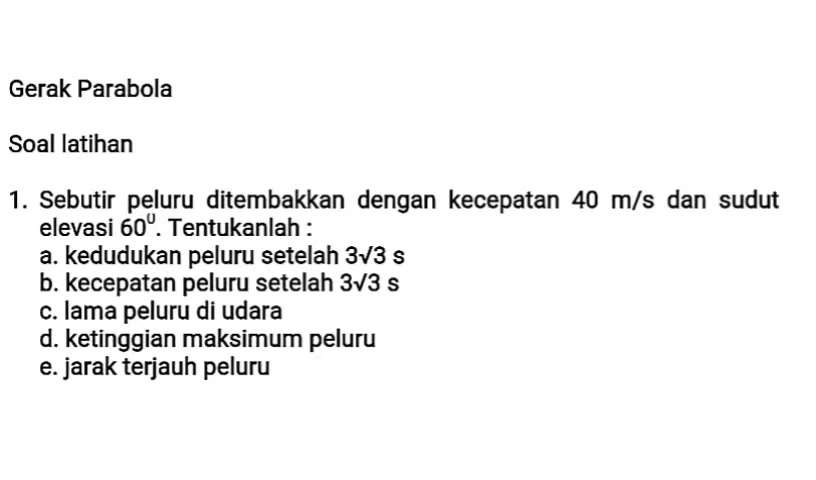 Gerak Parabola
Soal latihan
1. Sebutir peluru ditembakkan dengan kecepatan 40 m/s dan sudut
elevasi 60⁰. Tentukanlah :
a. kedudukan peluru setelah 3√3 s
b. kecepatan peluru setelah 3√3 s
c. lama peluru di udara
d. ketinggian maksimum peluru
e. jarak terjauh peluru